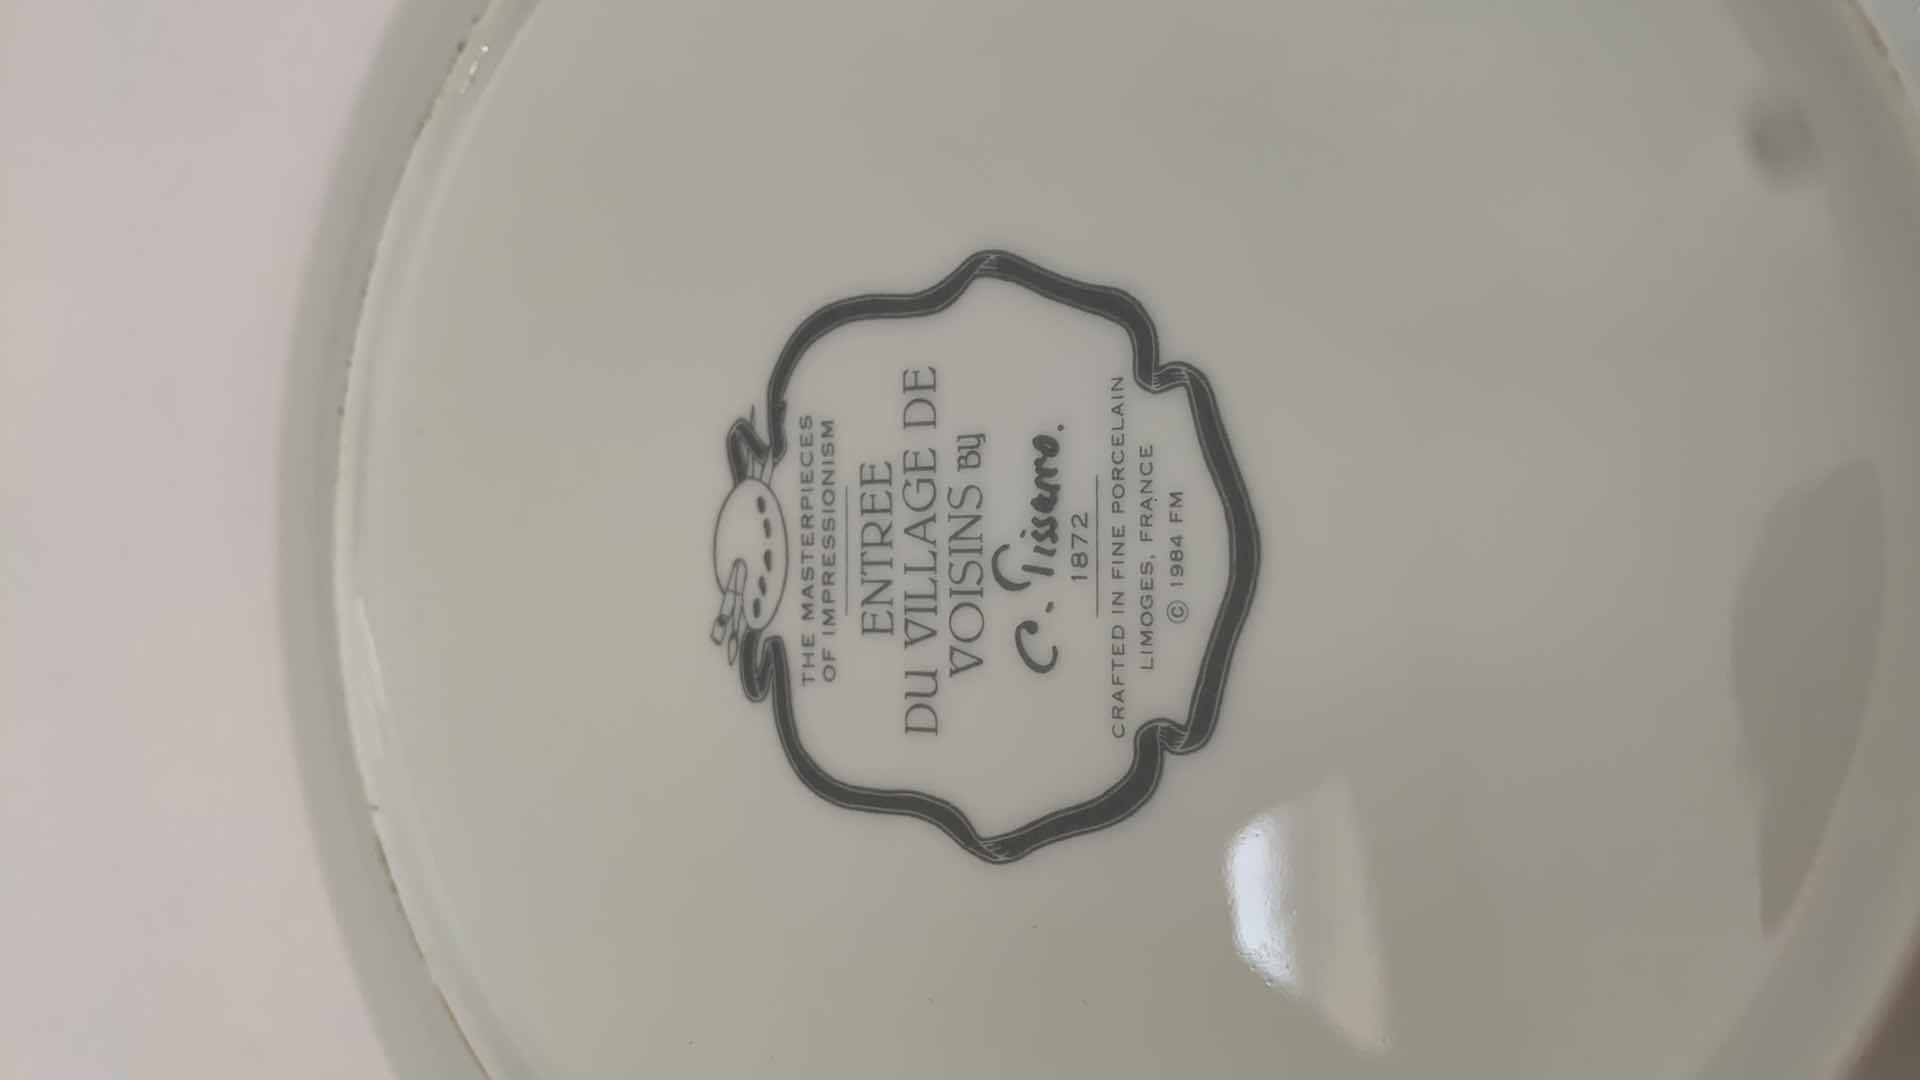 THE MASTERPIECES
OF IMPRESSIONISM
ENTREE
DU VILLAGE DE
VOISINS By
C. Pissarro.
1872
CRAFTED IN FINE PORCELAIN
LIMOGES, FRANCE
© 1984 FM